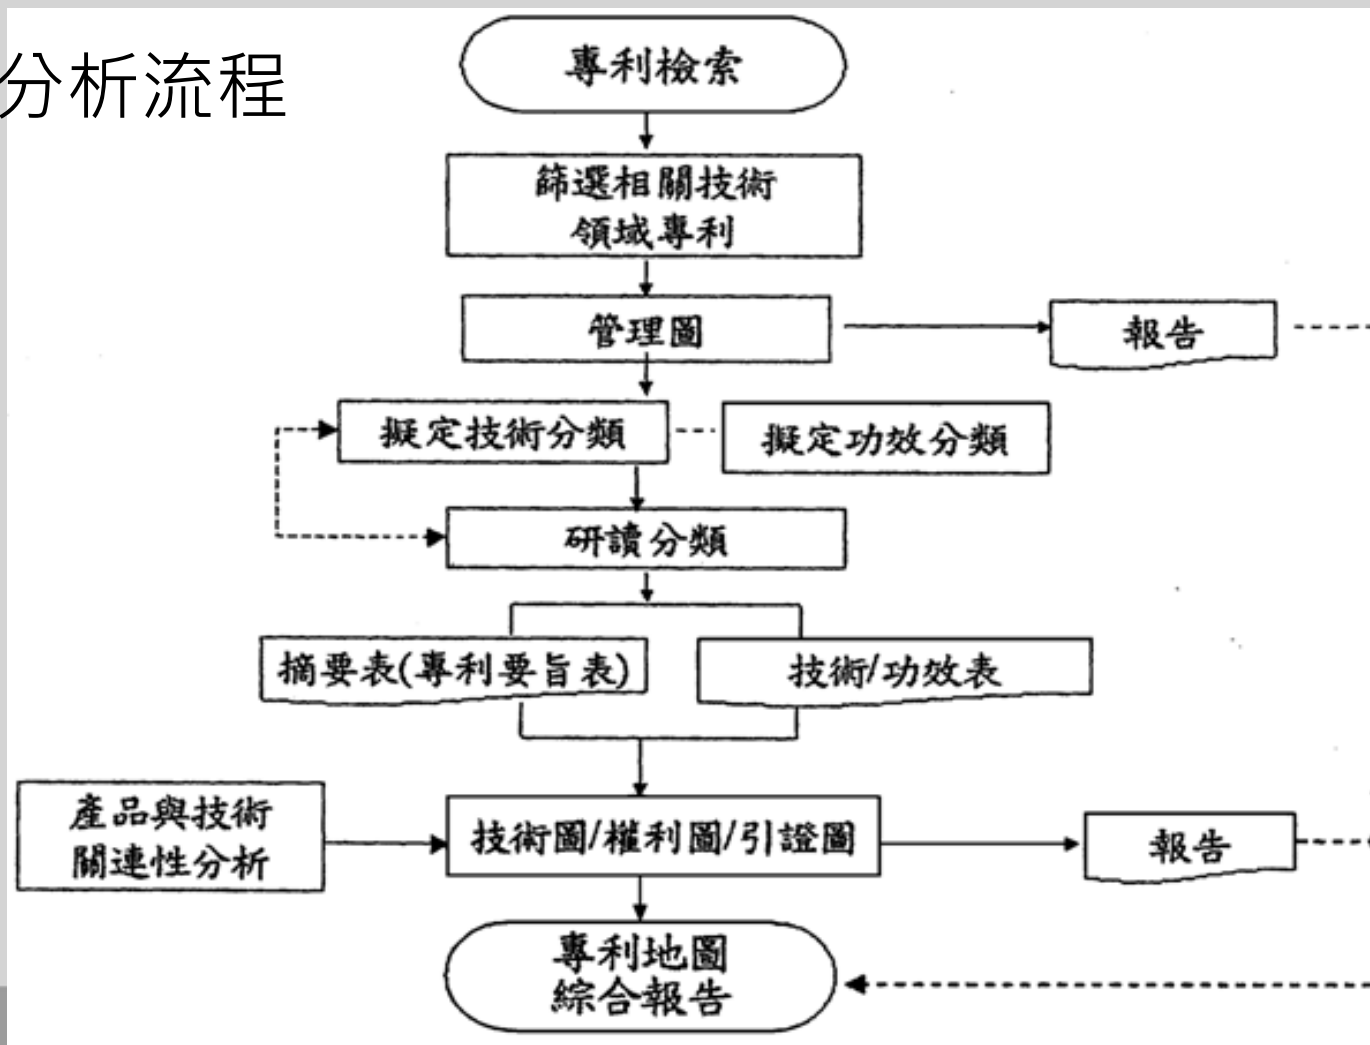 分析流程
專利檢索
篩選相關技術
領域專利
管理圖
報告
擬定技術分類
擬定功效分類
研讀分類
摘要表(專利要旨表)
技術/功效表
產品與技術
關連性分析
技術圖/權利圖/引證圖
報告
專利地圖
綜合報告